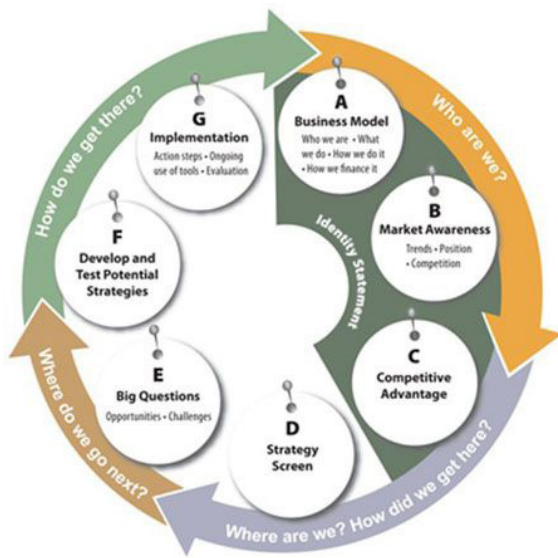 How do we get there?
Who are we?
Where are we? How did we get here?
Where do we go next?
Identity Statement
A
Business Model
Who we are • What
we do • How we do it
• How we finance it
B
Market Awareness
Trends • Position
• Competition
C
Competitive
Advantage
D
Strategy
Screen
E
Big Questions
Opportunities • Challenges
F
Develop and
Test Potential
Strategies
G
Implementation
Action steps • Ongoing
use of tools • Evaluation